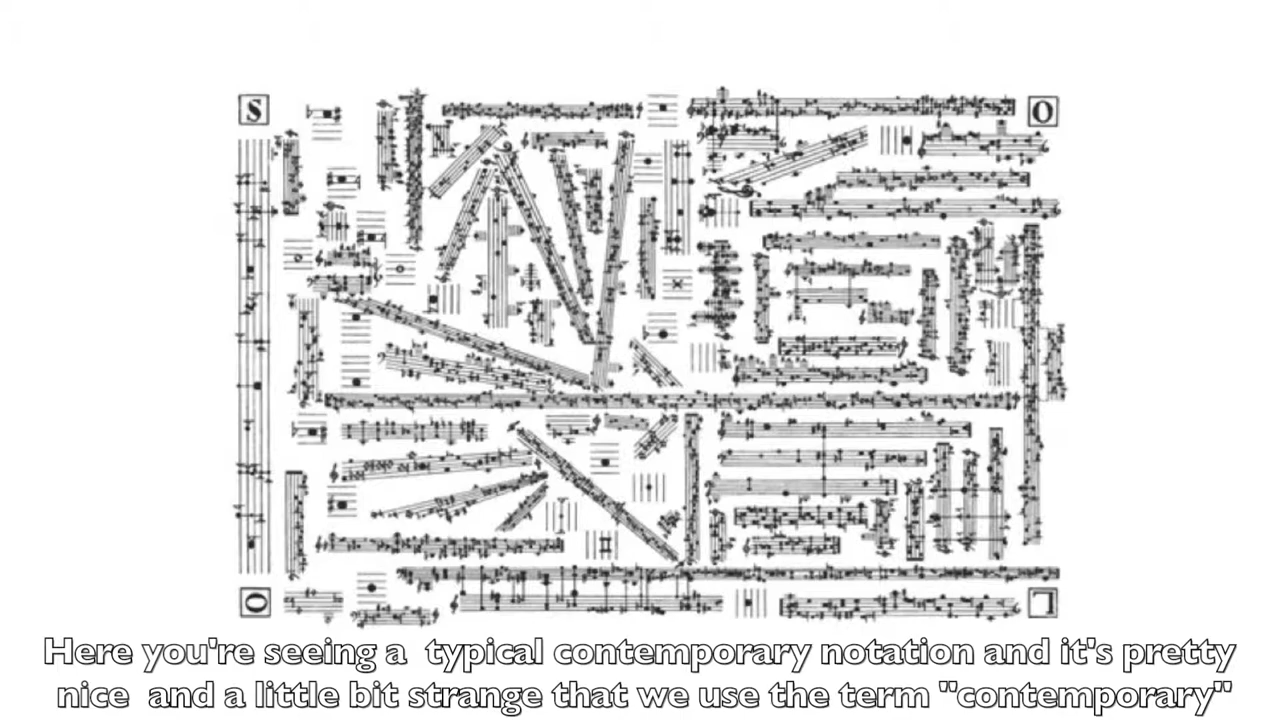 S O
O L
Here you're seeing a typical contemporary notation and it's pretty
nice and a little bit strange that we use the term "contemporary"